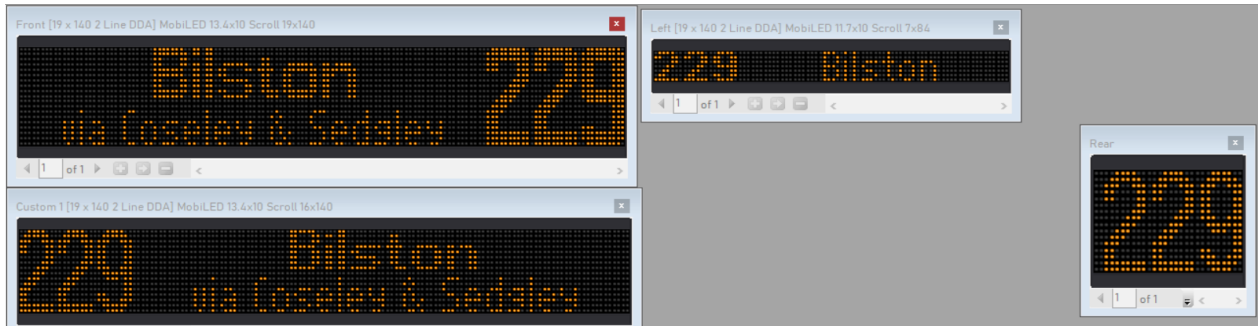 Front [19 x 140 2 Line DDA] MobiLED 13.4x10 Scroll 19x140
Bilston 229
via Coseley & Sedgley
1 of 1
Left [19 x 140 2 Line DDA] MobiLED 11.7x10 Scroll 7x84
229 Bilston
1 of 1
Rear
229
1 of 1
Custom 1 [19 x 140 2 Line DDA] MobiLED 13.4x10 Scroll 16x140
229 Bilston
via Coseley & Sedgley